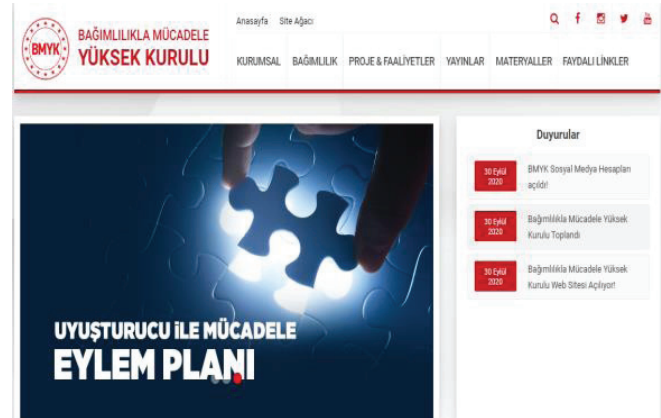 BMYK
BAĞIMLILIKLA MÜCADELE
YÜKSEK KURULU
Anasayfa Site Ağacı
KURUMSAL BAĞIMLILIK PROJE & FAALİYETLER YAYINLAR MATERYALLER FAYDALI LİNKLER
UYUŞTURUCU iLE MÜCADELE
EYLEM PLANI
Duyurular
30 Eylül
2020
BMYK Sosyal Medya Hesapları
açıldı!
30 Eylül
2020
Bağımlılıkla Mücadele Yüksek
Kurulu Toplandı
30 Eylül
2020
Bağımlılıkla Mücadele Yüksek
Kurulu Web Sitesi Açılıyor!